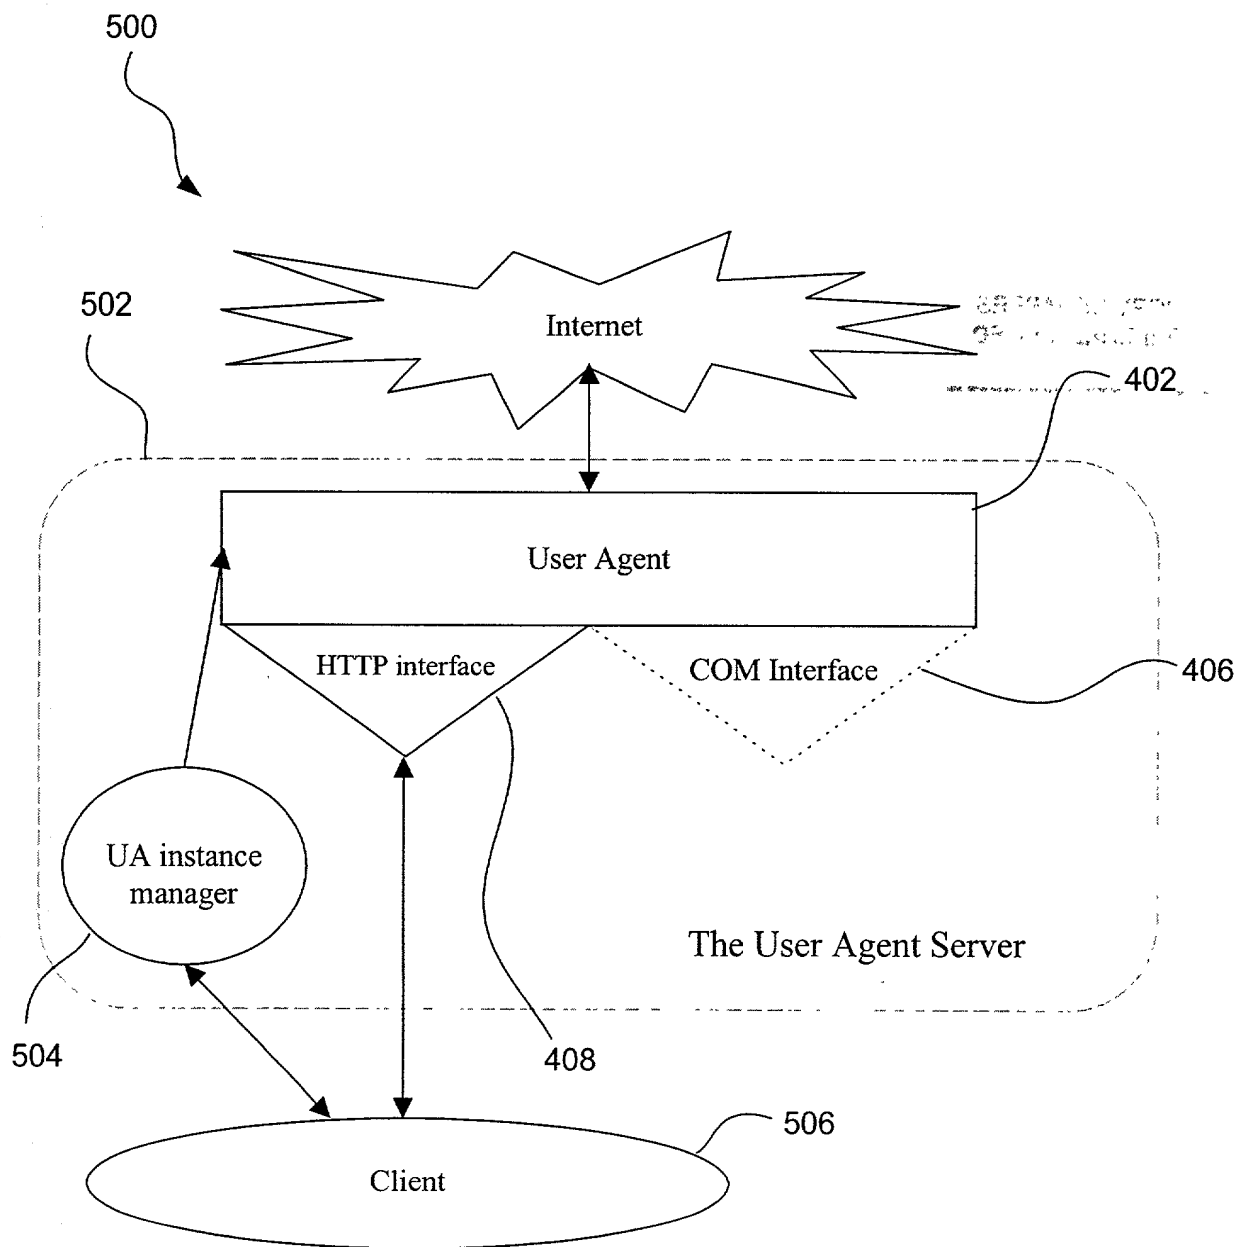 500
502
Internet
402
User Agent
HTTP interface
COM Interface
406
UA instance
manager
The User Agent Server
504
408
506
Client